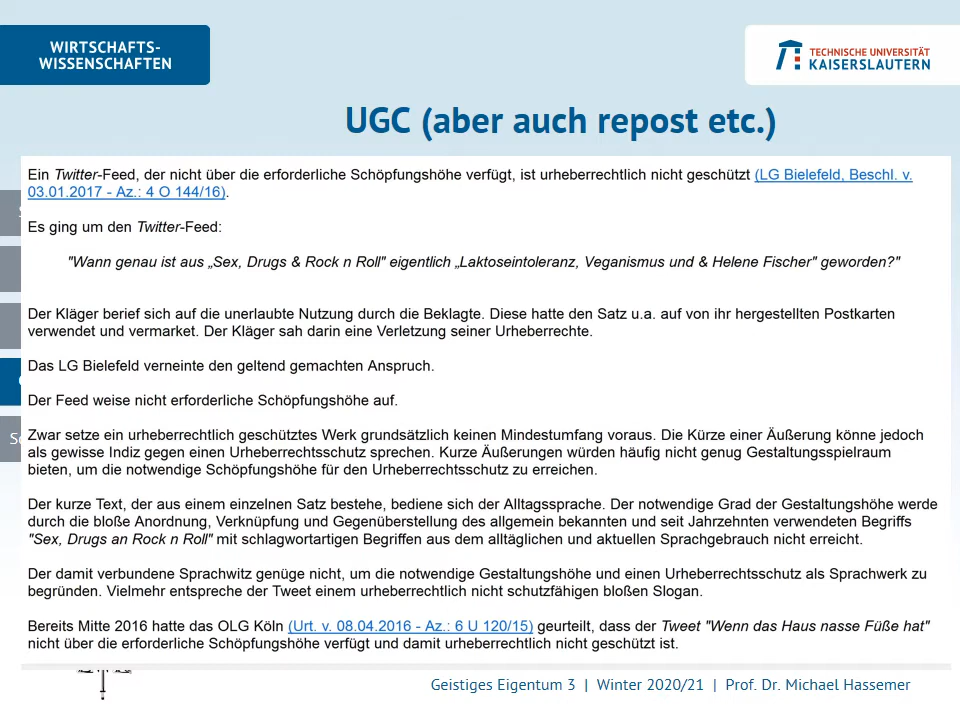 WIRTSCHAFTS-
WISSENSCHAFTEN
TECHNISCHE UNIVERSITÄT
KAISERSLAUTERN
UGC (aber auch repost etc.)
Ein Twitter-Feed, der nicht über die erforderliche Schöpfungshöhe verfügt, ist urheberrechtlich nicht geschützt (LG Bielefeld, Beschl. v.
03.01.2017 - Az.: 4 O 144/16).
Es ging um den Twitter-Feed:
"Wann genau ist aus „Sex, Drugs & Rock n Roll" eigentlich „Laktoseintoleranz, Veganismus und & Helene Fischer" geworden?"
Der Kläger berief sich auf die unerlaubte Nutzung durch die Beklagte. Diese hatte den Satz u.a. auf von ihr hergestellten Postkarten
verwendet und vermarket. Der Kläger sah darin eine Verletzung seiner Urheberrechte.
Das LG Bielefeld verneinte den geltend gemachten Anspruch.
Der Feed weise nicht erforderliche Schöpfungshöhe auf.
Zwar setze ein urheberrechtlich geschütztes Werk grundsätzlich keinen Mindestumfang voraus. Die Kürze einer Äußerung könne jedoch
als gewisse Indiz gegen einen Urheberrechtsschutz sprechen. Kurze Äußerungen würden häufig nicht genug Gestaltungsspielraum
bieten, um die notwendige Schöpfungshöhe für den Urheberrechtsschutz zu erreichen.
Der kurze Text, der aus einem einzelnen Satz bestehe, bediene sich der Alltagssprache. Der notwendige Grad der Gestaltungshöhe werde
durch die bloße Anordnung, Verknüpfung und Gegenüberstellung des allgemein bekannten und seit Jahrzehnten verwendeten Begriffs
"Sex, Drugs an Rock n Roll" mit schlagwortartigen Begriffen aus dem alltäglichen und aktuellen Sprachgebrauch nicht erreicht.
Der damit verbundene Sprachwitz genüge nicht, um die notwendige Gestaltungshöhe und einen Urheberrechtsschutz als Sprachwerk zu
begründen. Vielmehr entspreche der Tweet einem urheberrechtlich nicht schutzfähigen bloßen Slogan.
Bereits Mitte 2016 hatte das OLG Köln (Urt. v. 08.04.2016 - Az.: 6 U 120/15) geurteilt, dass der Tweet "Wenn das Haus nasse Füße hat"
nicht über die erforderliche Schöpfungshöhe verfügt und damit urheberrechtlich nicht geschützt ist.
Geistiges Eigentum 3 | Winter 2020/21 | Prof. Dr. Michael Hassemer